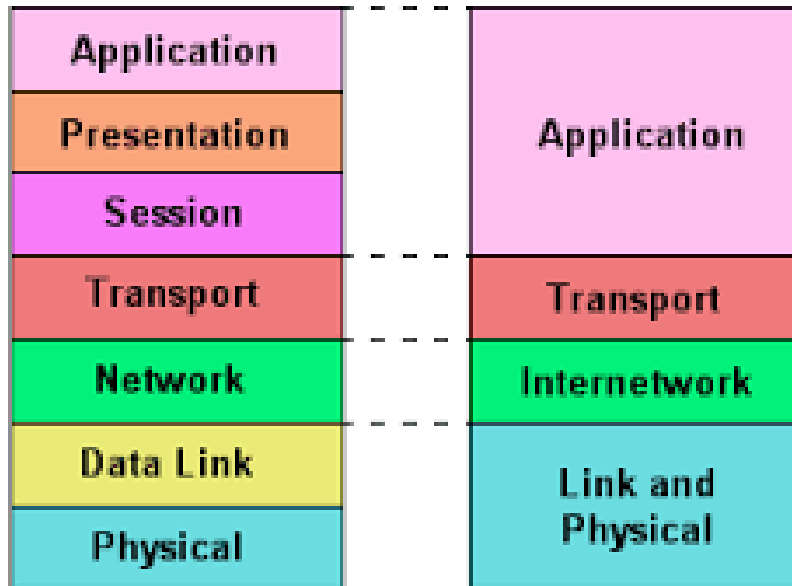 Application
Presentation
Session
Transport
Network
Data Link
Physical
Application
Transport
Internetwork
Link and
Physical